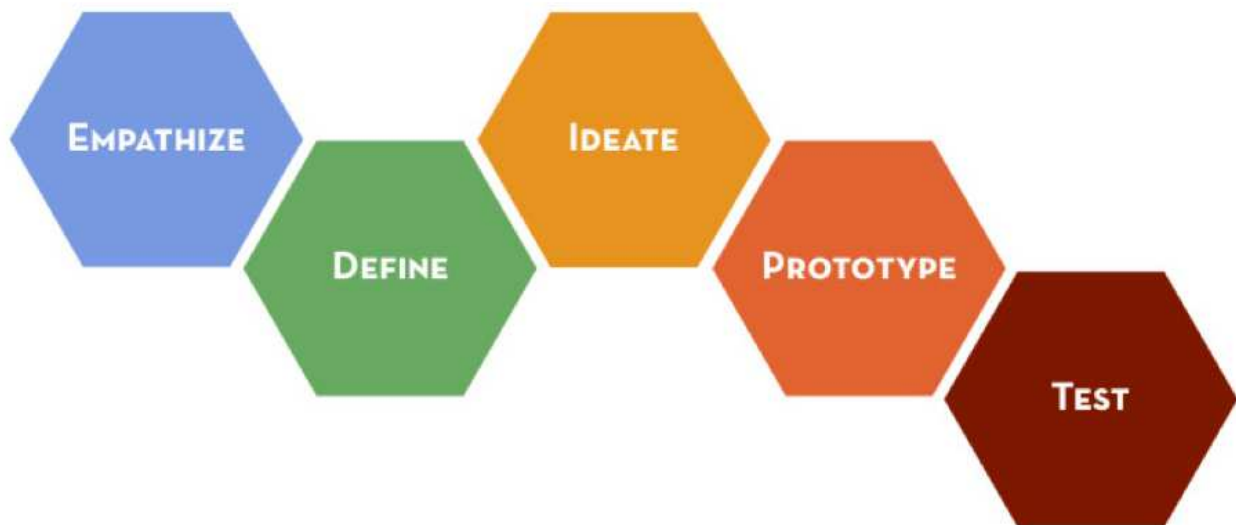 EMPATHIZE
DEFINE
IDEATE
PROTOTYPE
TEST